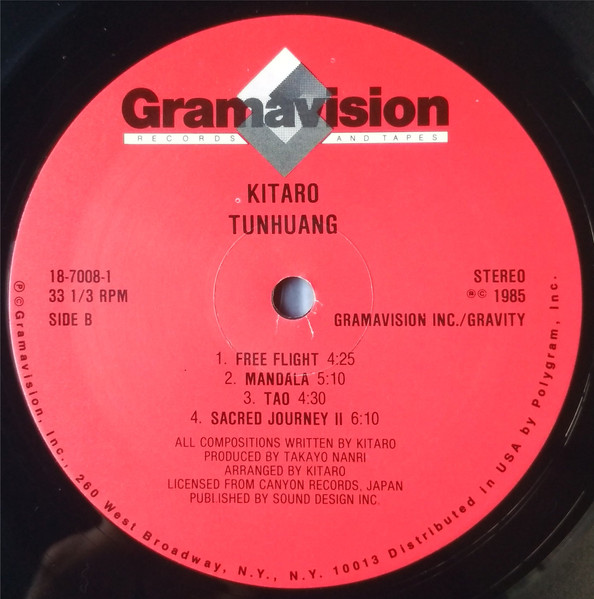 Gramavision
RECORDS AND TAPES
KITARO
TUNHUANG
18-7008-1
33 1/3 RPM
SIDE B
STEREO
℗© 1985
GRAMAVISION INC./GRAVITY
1. FREE FLIGHT 4:25
2. MANDALA 5:10
3. TAO 4:30
4. SACRED JOURNEY II 6:10
ALL COMPOSITIONS WRITTEN BY KITARO
PRODUCED BY TAKAYO NANRI
ARRANGED BY KITARO
LICENSED FROM CANYON RECORDS, JAPAN
PUBLISHED BY SOUND DESIGN INC.
℗©Gramavision, Inc., 260 West Broadway, N.Y., N.Y. 10013 Distributed in USA by Polygram, Inc.